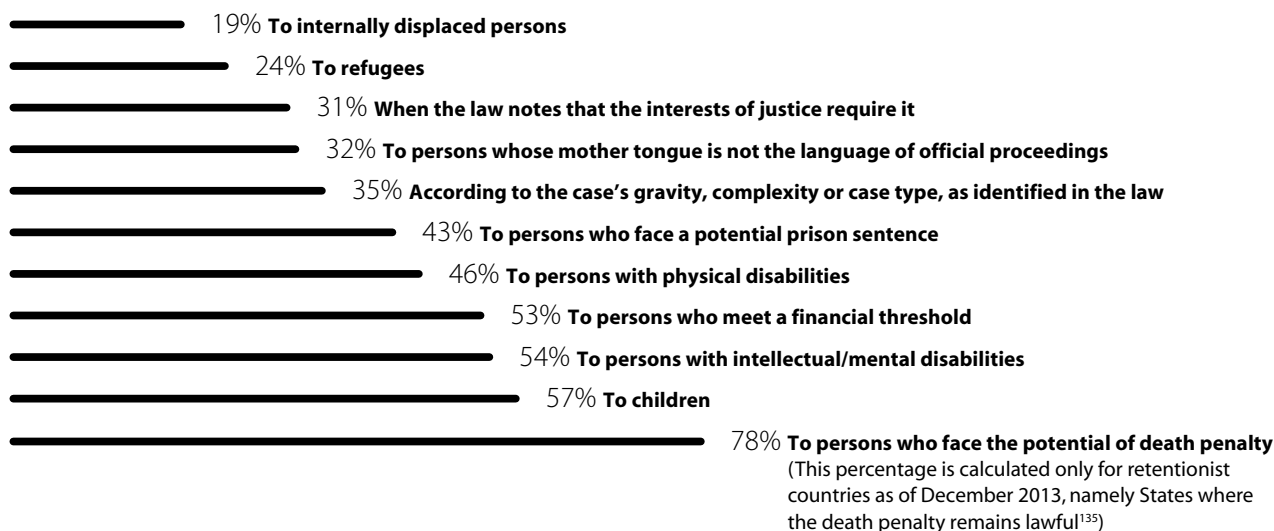 19% To internally displaced persons
24% To refugees
31% When the law notes that the interests of justice require it
32% To persons whose mother tongue is not the language of official proceedings
35% According to the case’s gravity, complexity or case type, as identified in the law
43% To persons who face a potential prison sentence
46% To persons with physical disabilities
53% To persons who meet a financial threshold
54% To persons with intellectual/mental disabilities
57% To children
78% To persons who face the potential of death penalty
(This percentage is calculated only for retentionist
countries as of December 2013, namely States where
the death penalty remains lawful¹³⁵)